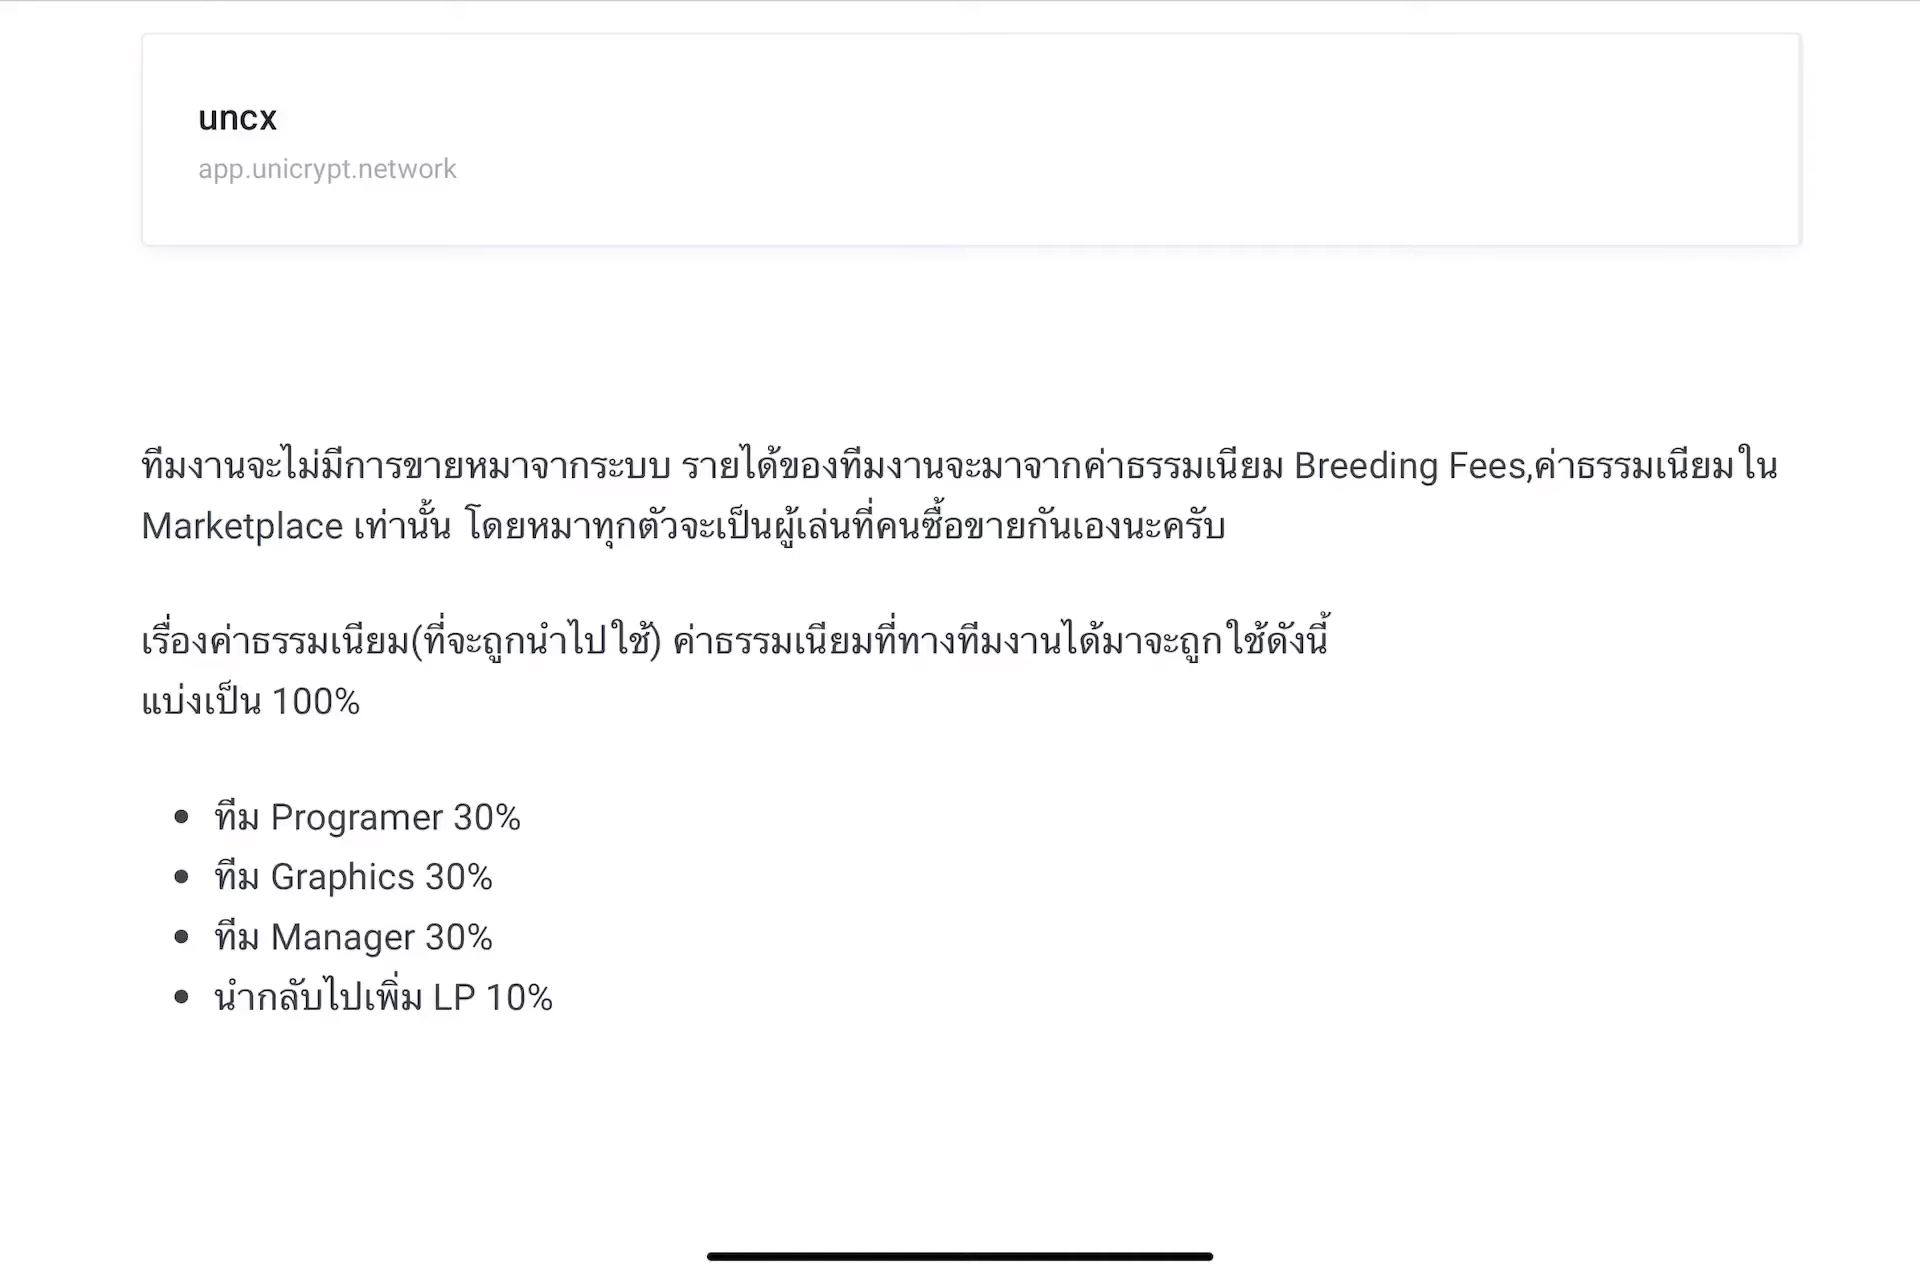 uncx
app.unicrypt.network
ทีมงานจะไม่มีการขายหมาจากระบบ รายได้ของทีมงานจะมาจากค่าธรรมเนียม Breeding Fees,ค่าธรรมเนียมใน
Marketplace เท่านั้น โดยหมาทุกตัวจะเป็นผู้เล่นที่คนซื้อขายกันเองนะครับ
เรื่องค่าธรรมเนียม(ที่จะถูกนำไปใช้) ค่าธรรมเนียมที่ทางทีมงานได้มาจะถูกใช้ดังนี้
แบ่งเป็น 100%
• ทีม Programer 30%
• ทีม Graphics 30%
• ทีม Manager 30%
• นำกลับไปเพิ่ม LP 10%